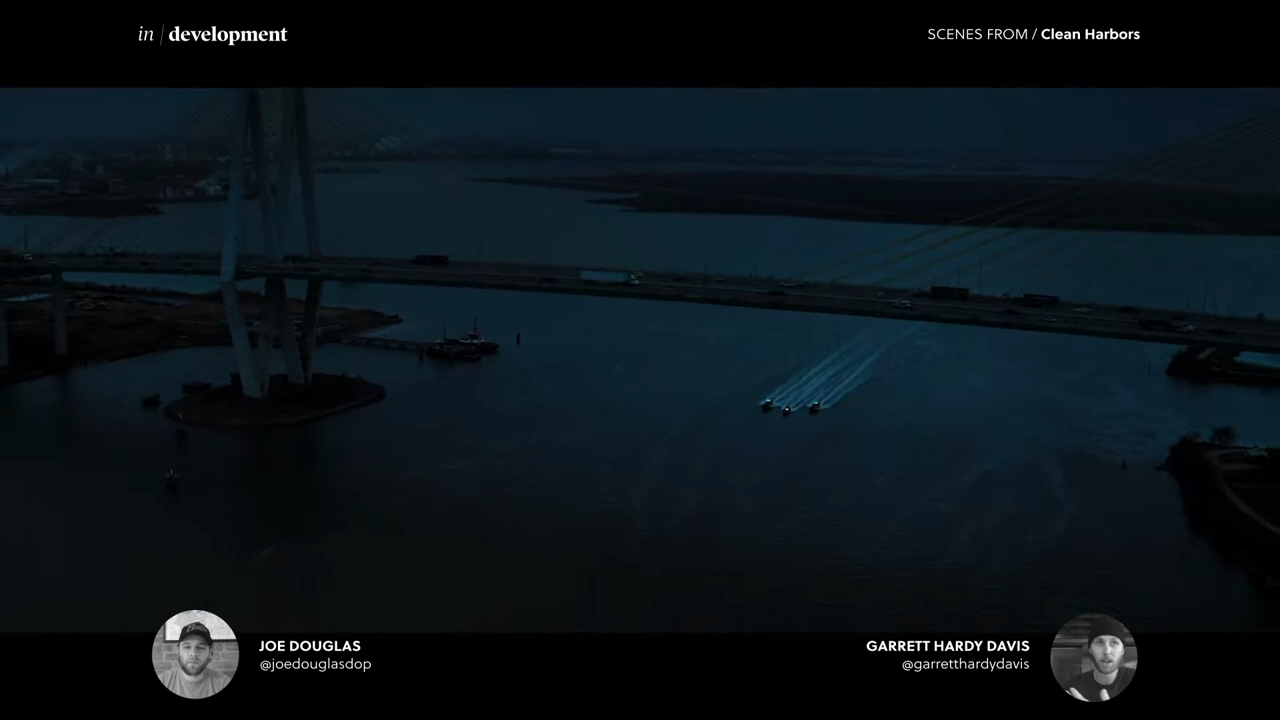 in | development
SCENES FROM / Clean Harbors
JOE DOUGLAS
@joedouglasdop
GARRETT HARDY DAVIS
@garretthardydavis